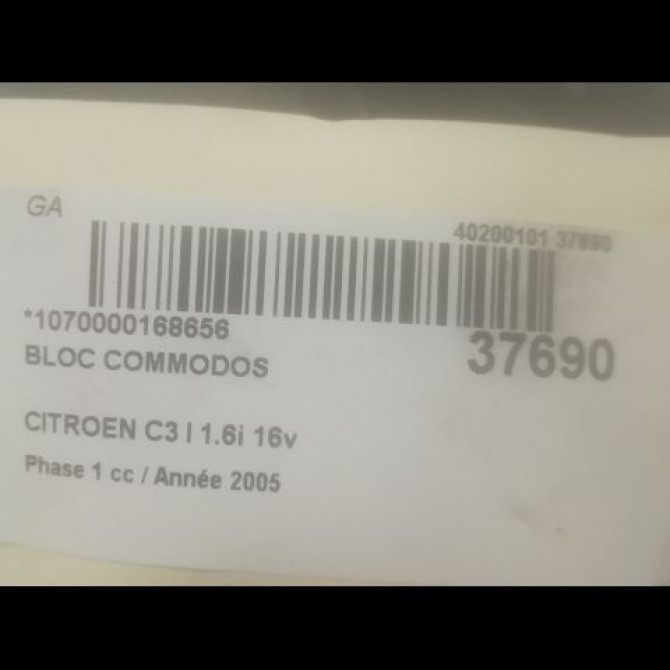 GA
40200101 37690
*1070000168656
37690
BLOC COMMODOS
CITROEN C3 I 1.6i 16v
Phase 1 cc / Année 2005